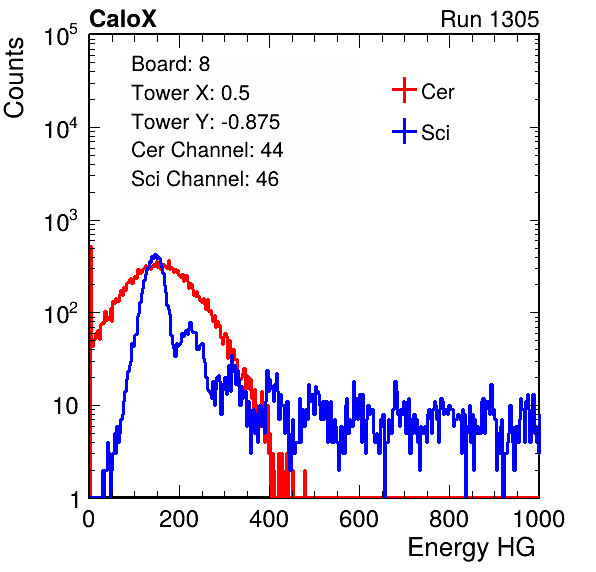 CaloX Run 1305
Counts
Board: 8
Tower X: 0.5
Tower Y: -0.875
Cer Channel: 44
Sci Channel: 46
Cer
Sci
10^5
10^4
10^3
10^2
10
1
0 200 400 600 800 1000
Energy HG